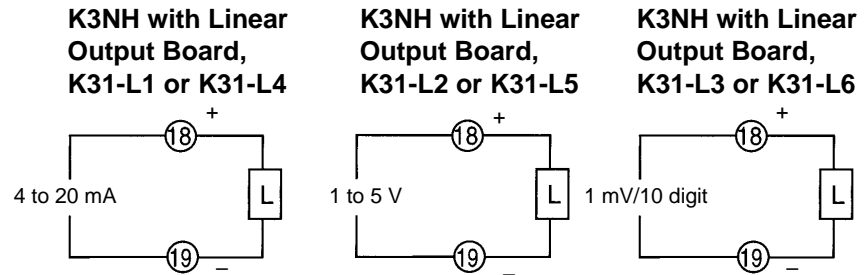 K3NH with Linear
Output Board,
K31-L1 or K31-L4
+
18
4 to 20 mA
L
19
–
K3NH with Linear
Output Board,
K31-L2 or K31-L5
+
18
1 to 5 V
L
19
–
K3NH with Linear
Output Board,
K31-L3 or K31-L6
+
18
1 mV/10 digit
L
19
–